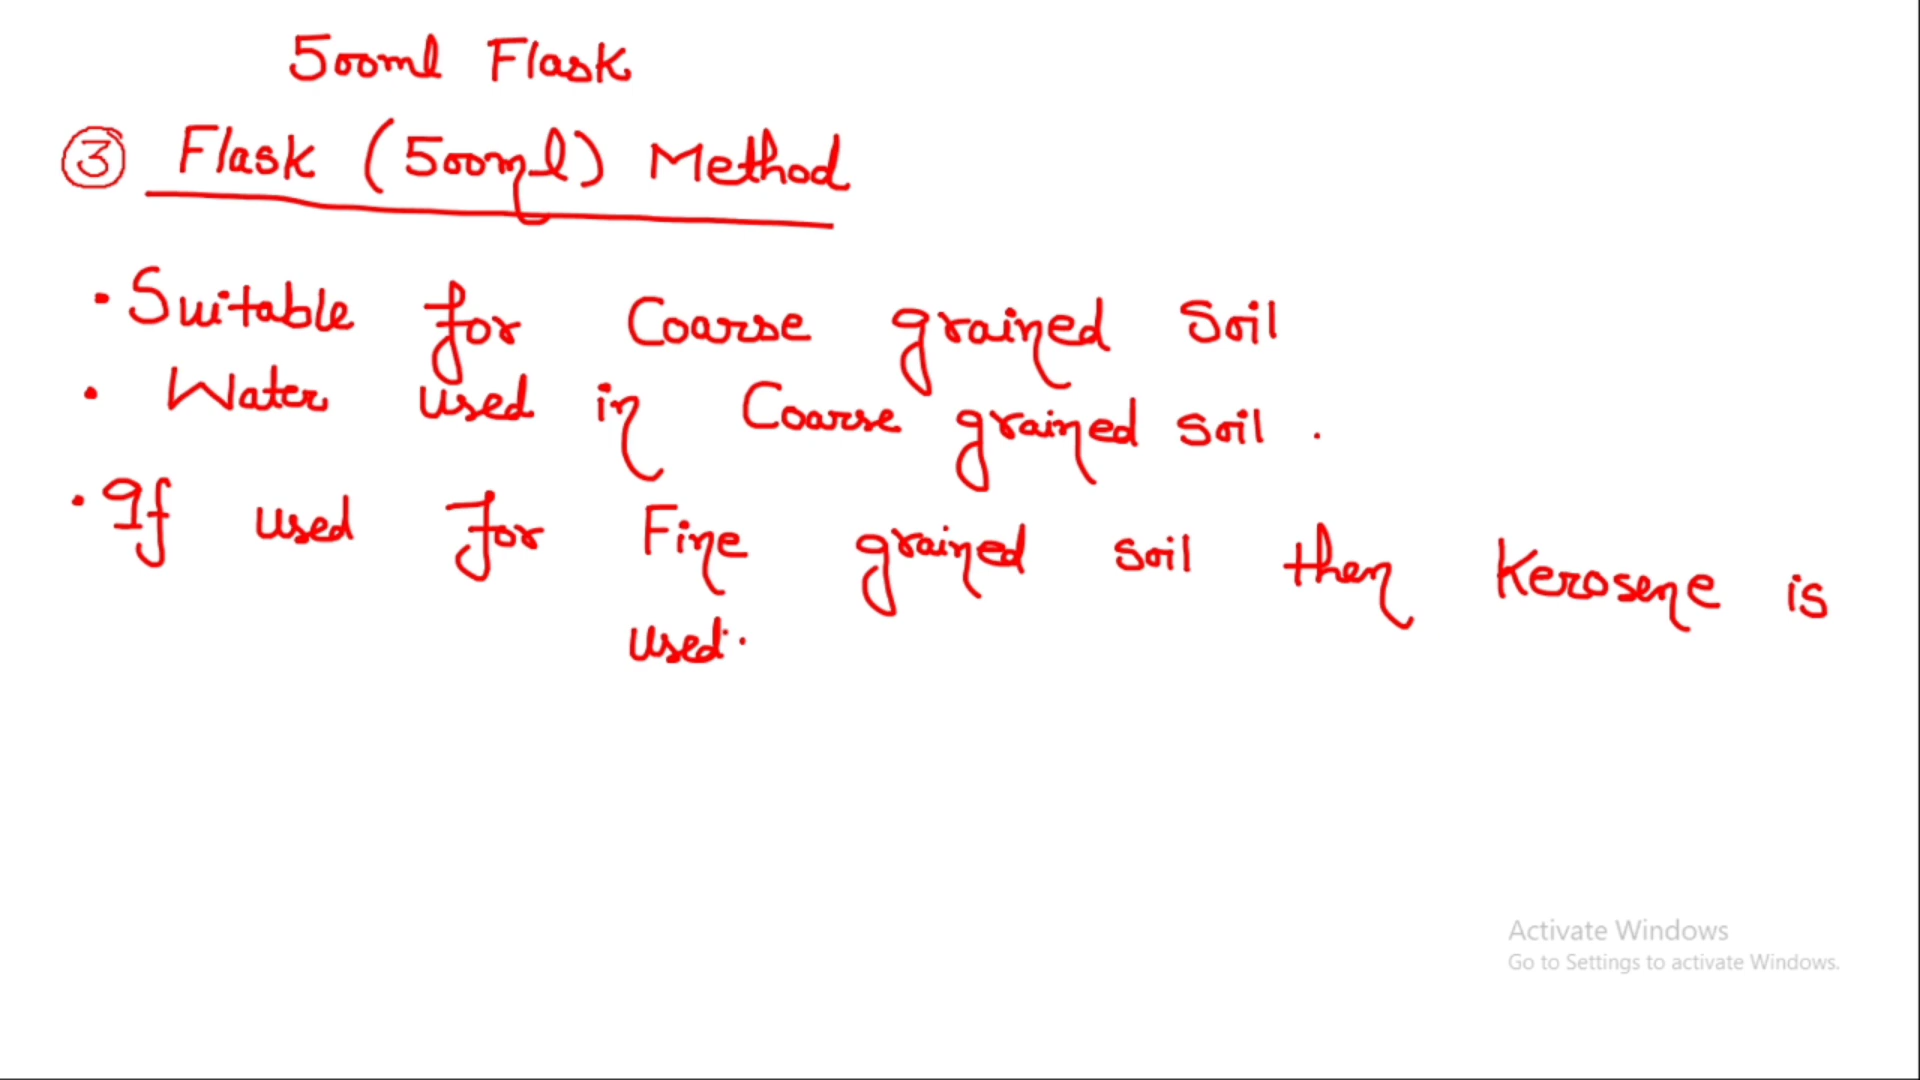 500ml Flask
③ Flask (500ml) Method
• Suitable for Coarse grained Soil
• Water used in Coarse grained soil .
• If used for Fine grained soil then Kerosene is
used.
Activate Windows
Go to Settings to activate Windows.